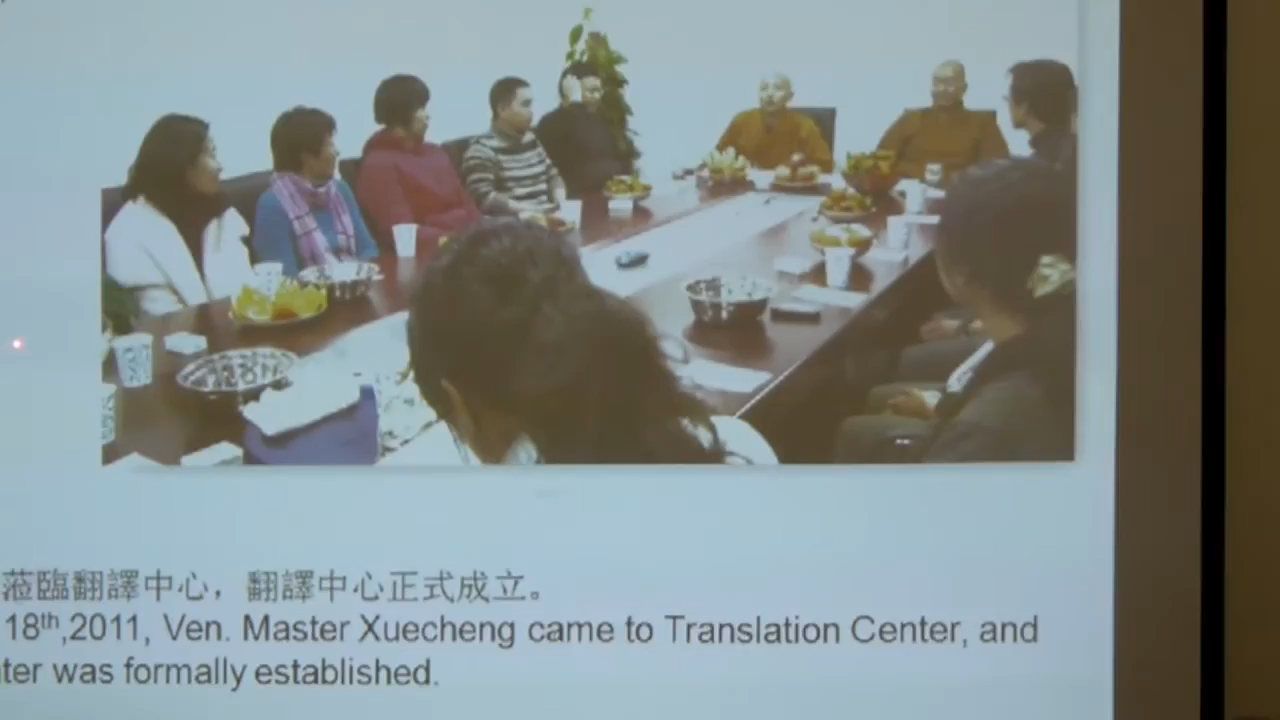 蒞臨翻譯中心，翻譯中心正式成立。
18th,2011, Ven. Master Xuecheng came to Translation Center, and
was formally established.